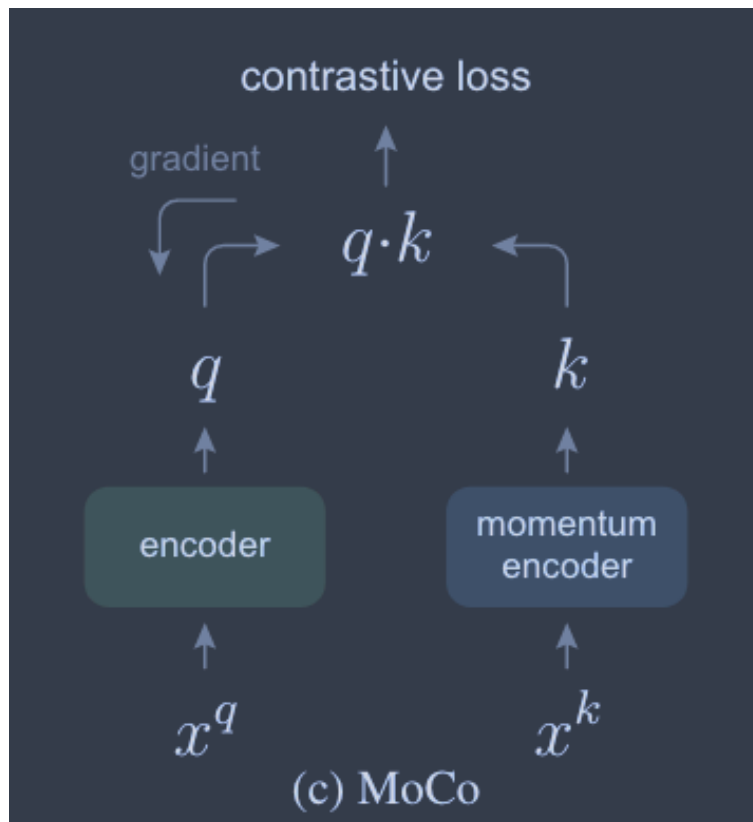 contrastive loss
gradient
q·k
q
k
encoder
momentum
encoder
x^q
x^k
(c) MoCo